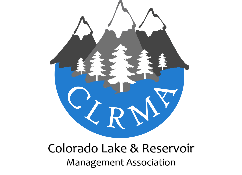 CLRMA
Colorado Lake & Reservoir
Management Association